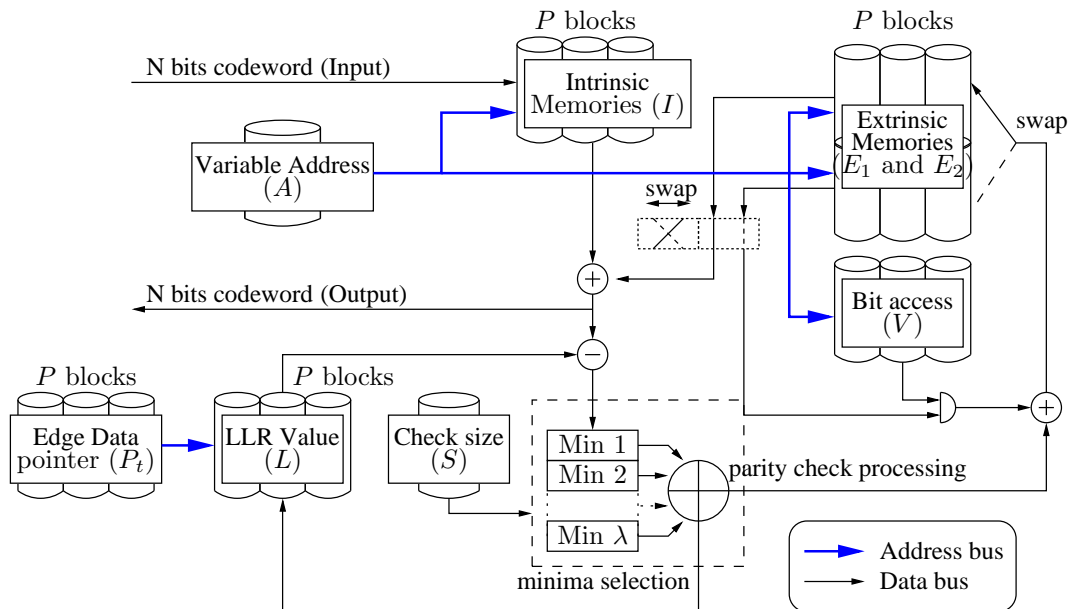 P blocks
P blocks
N bits codeword (Input)
Intrinsic
Memories (I)
Extrinsic
Memories
(E₁ and E₂)
swap
Variable Address
(A)
swap
+
N bits codeword (Output)
Bit access
(V)
−
P blocks
P blocks
Edge Data
pointer (Pₜ)
LLR Value
(L)
Check size
(S)
+
Min 1
Min 2
Min λ
parity check processing
minima selection
Address bus
Data bus